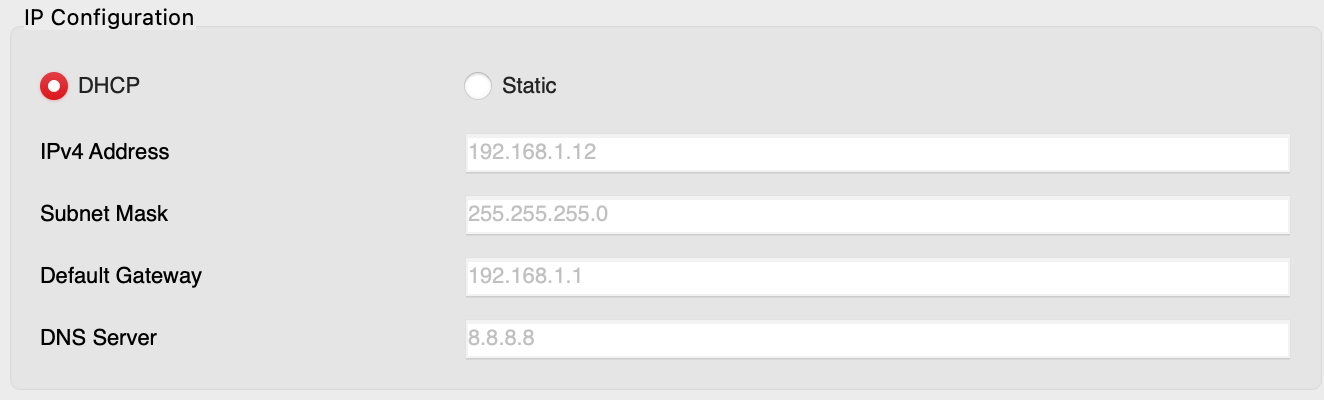 IP Configuration
DHCP Static
IPv4 Address 192.168.1.12
Subnet Mask 255.255.255.0
Default Gateway 192.168.1.1
DNS Server 8.8.8.8